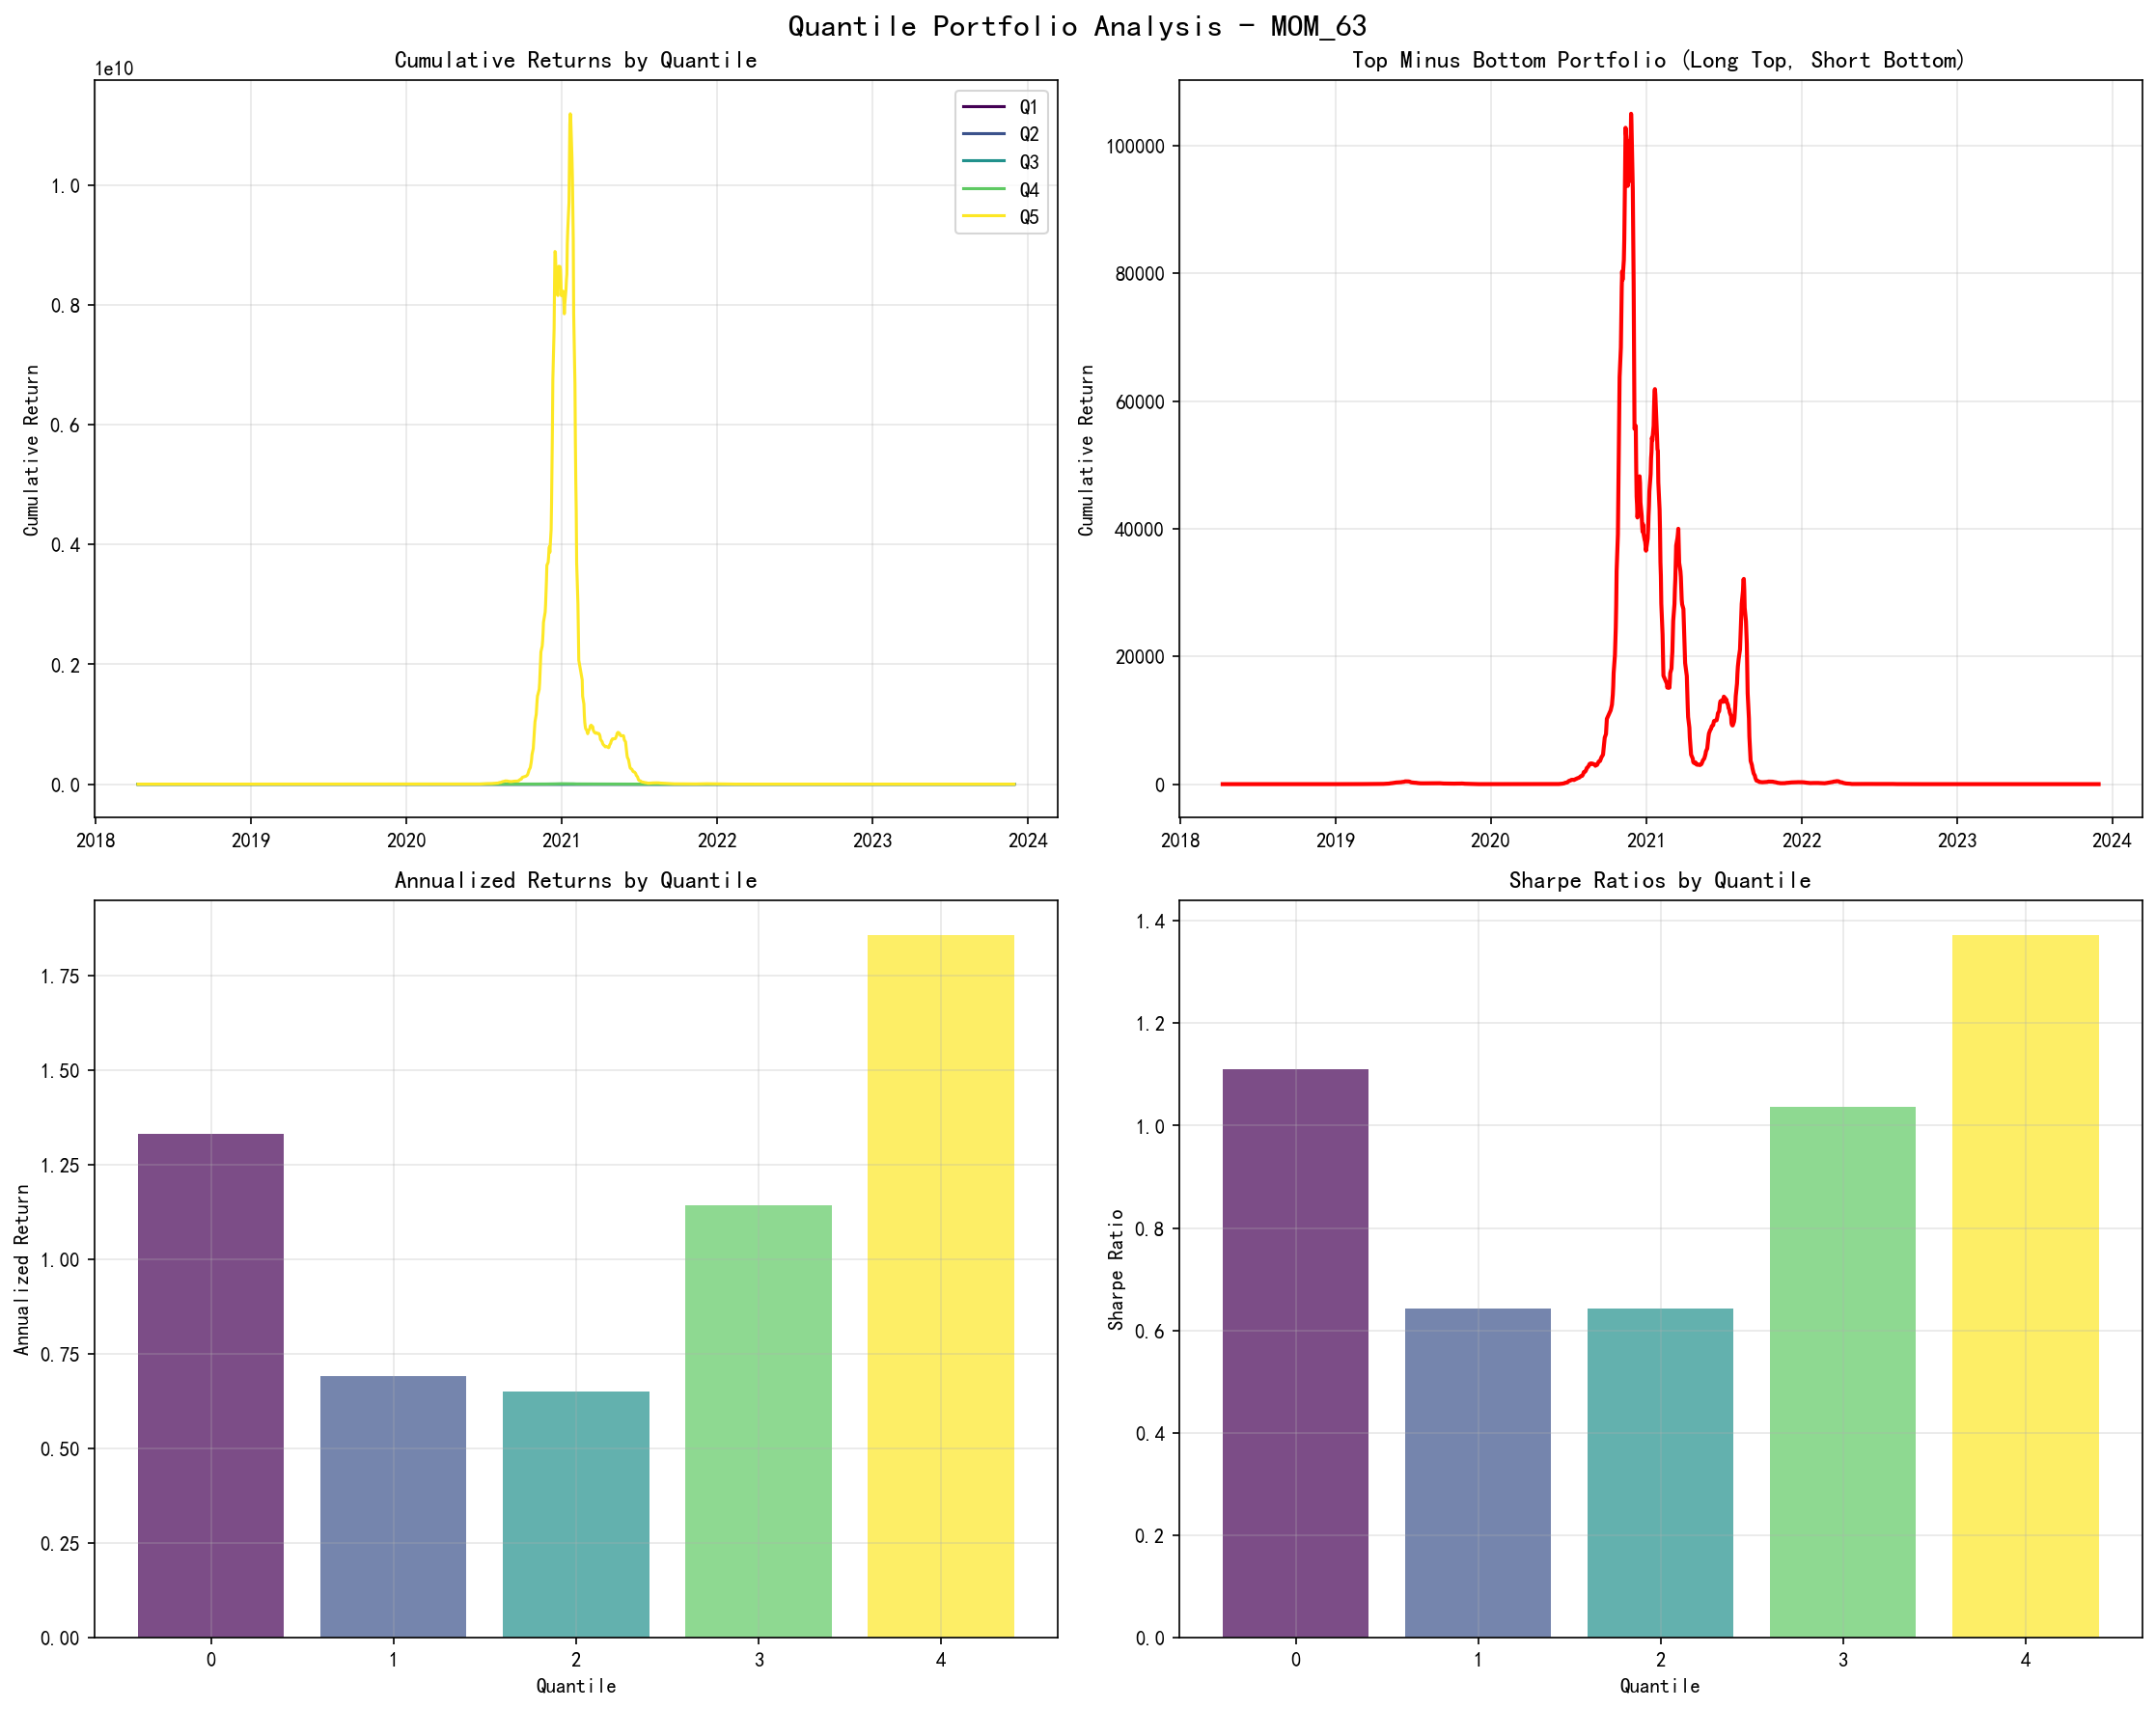 Quantile Portfolio Analysis - MOM_63
Cumulative Returns by Quantile
1e10
Cumulative Return
1.0
0.8
0.6
0.4
0.2
0.0
2018 2019 2020 2021 2022 2023 2024
Q1
Q2
Q3
Q4
Q5
Top Minus Bottom Portfolio (Long Top, Short Bottom)
Cumulative Return
100000
80000
60000
40000
20000
0
2018 2019 2020 2021 2022 2023 2024
Annualized Returns by Quantile
Annualized Return
1.75
1.50
1.25
1.00
0.75
0.50
0.25
0.00
0 1 2 3 4
Quantile
Sharpe Ratios by Quantile
Sharpe Ratio
1.4
1.2
1.0
0.8
0.6
0.4
0.2
0.0
0 1 2 3 4
Quantile